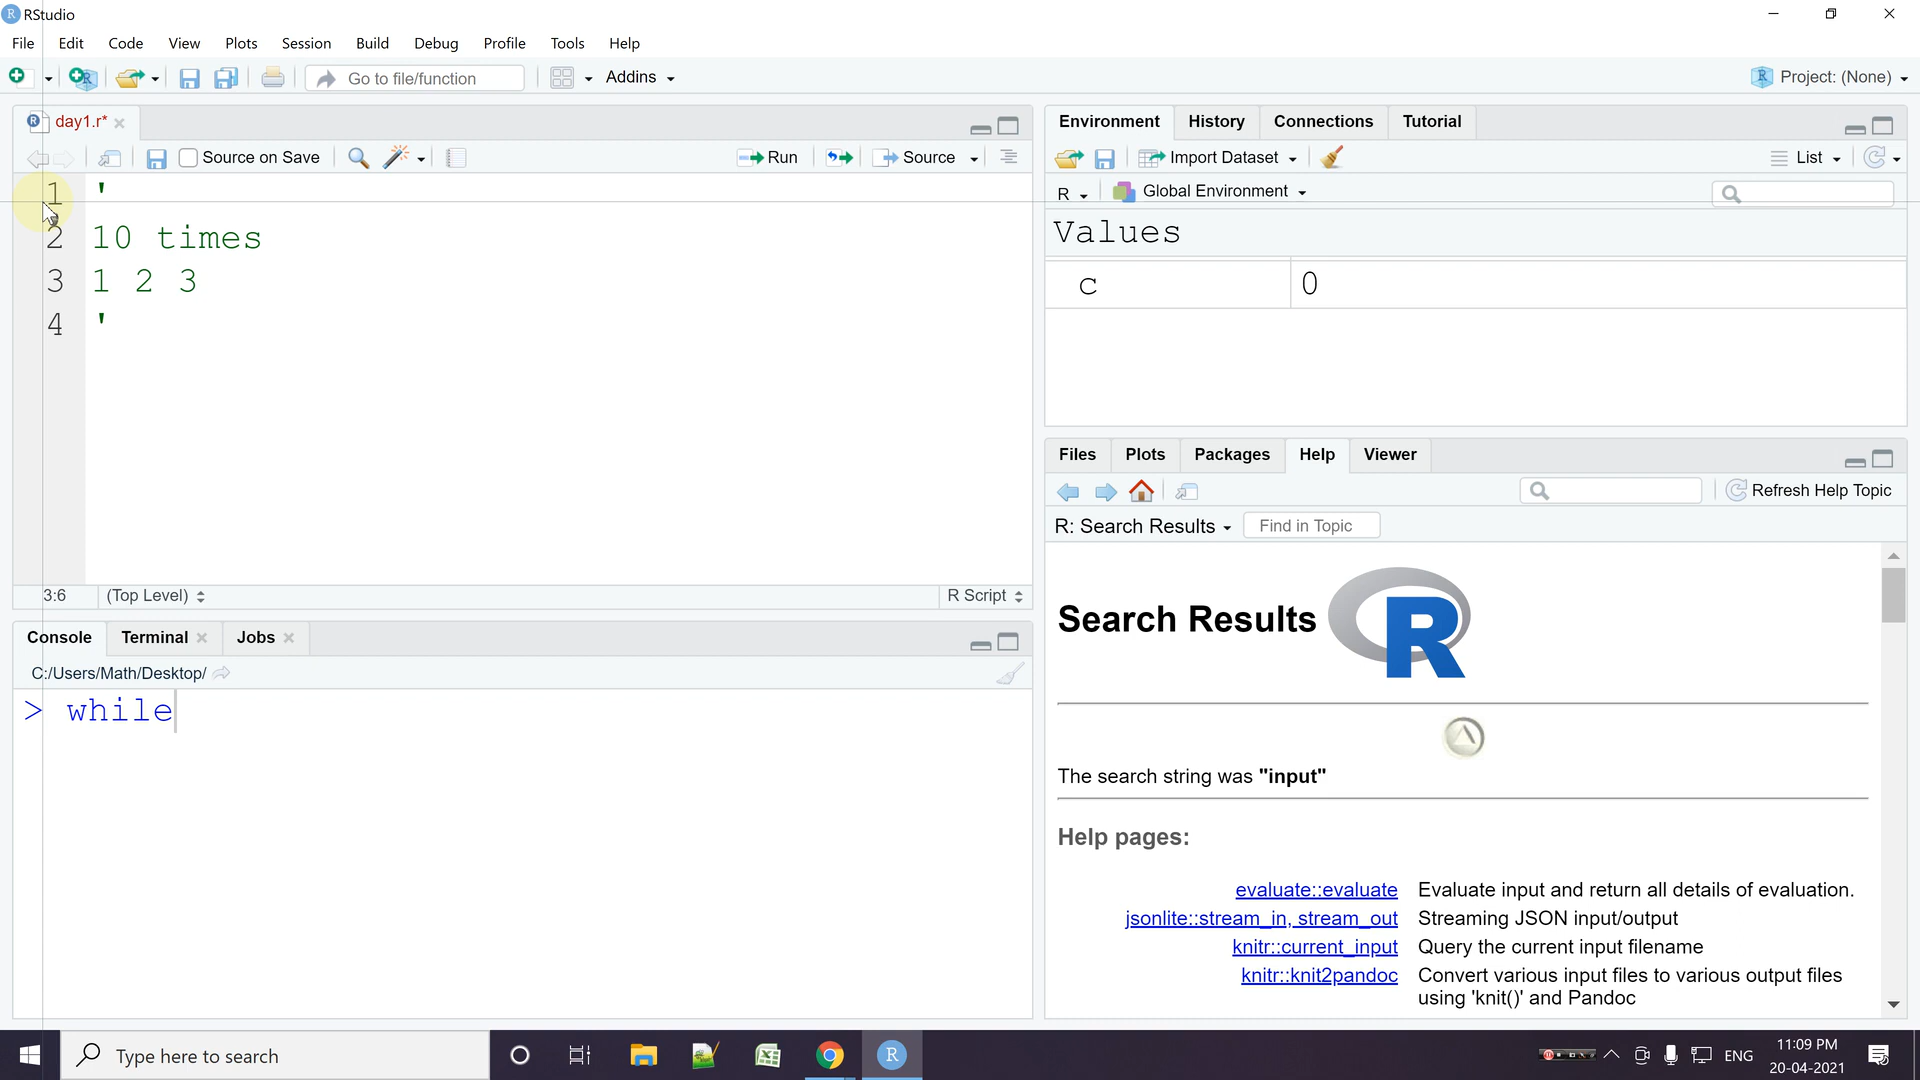 RStudio
File Edit Code View Plots Session Build Debug Profile Tools Help
Go to file/function Addins Project: (None)
day1.r*
Source on Save Run Source
1 '
2 10 times
3 1 2 3
4 '
3:6 (Top Level) R Script
Console Terminal Jobs
C:/Users/Math/Desktop/
> while
Environment History Connections Tutorial
Import Dataset List
R Global Environment
Values
c 0
Files Plots Packages Help Viewer
Refresh Help Topic
R: Search Results Find in Topic
Search Results R
The search string was "input"
Help pages:
evaluate::evaluate Evaluate input and return all details of evaluation.
jsonlite::stream_in, stream_out Streaming JSON input/output
knitr::current_input Query the current input filename
knitr::knit2pandoc Convert various input files to various output files
using 'knit()' and Pandoc
Type here to search
R
ENG
11:09 PM
20-04-2021